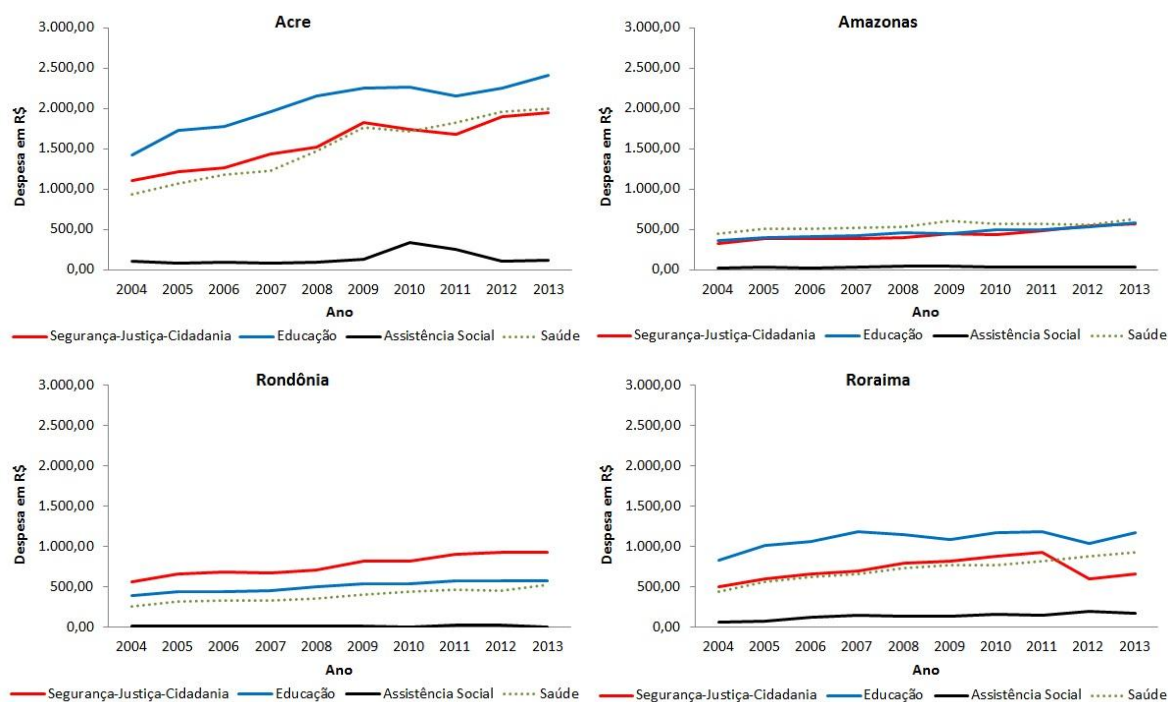 Acre
Despesa em R$
3.000,00
2.500,00
2.000,00
1.500,00
1.000,00
500,00
0,00
2004 2005 2006 2007 2008 2009 2010 2011 2012 2013
Ano
Segurança-Justiça-Cidadania Educação Assistência Social Saúde
Amazonas
Despesa em R$
3.000,00
2.500,00
2.000,00
1.500,00
1.000,00
500,00
0,00
2004 2005 2006 2007 2008 2009 2010 2011 2012 2013
Ano
Segurança-Justiça-Cidadania Educação Assistência Social Saúde
Rondônia
Despesa em R$
3.000,00
2.500,00
2.000,00
1.500,00
1.000,00
500,00
0,00
2004 2005 2006 2007 2008 2009 2010 2011 2012 2013
Ano
Segurança-Justiça-Cidadania Educação Assistência Social Saúde
Roraima
Despesa em R$
3.000,00
2.500,00
2.000,00
1.500,00
1.000,00
500,00
0,00
2004 2005 2006 2007 2008 2009 2010 2011 2012 2013
Ano
Segurança-Justiça-Cidadania Educação Assistência Social Saúde